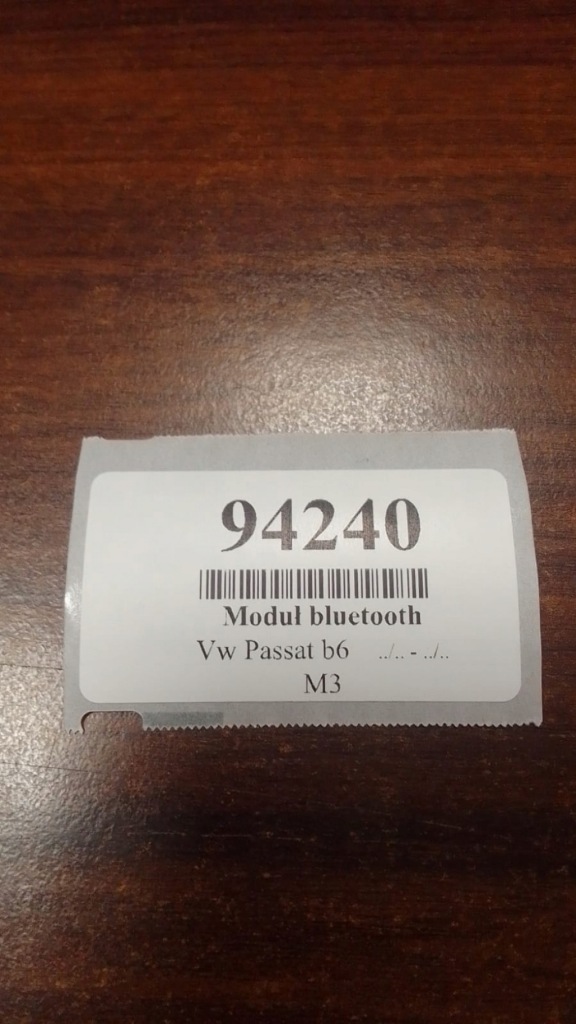 94240
Moduł bluetooth
Vw Passat b6 ../.. - ../..
M3